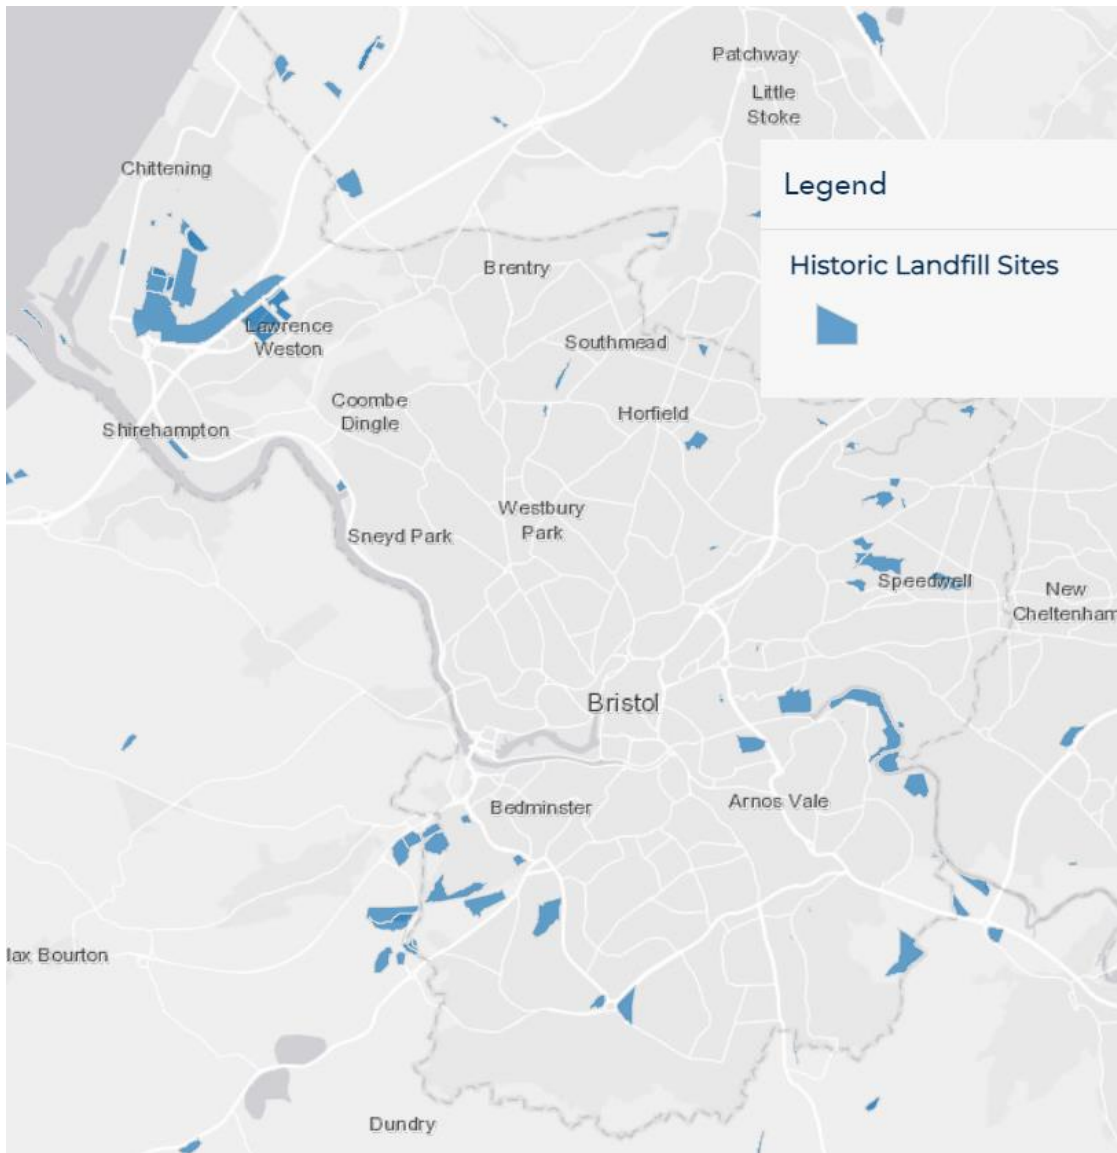 Patchway
Little
Stoke
Chittening
Legend
Historic Landfill Sites
Brentry
Lawrence
Weston
Southmead
Coombe
Dingle
Horfield
Shirehampton
Westbury
Park
Sneyd Park
Speedwell
New
Cheltenham
Bristol
Bedminster
Arnos Vale
lax Bourton
Dundry